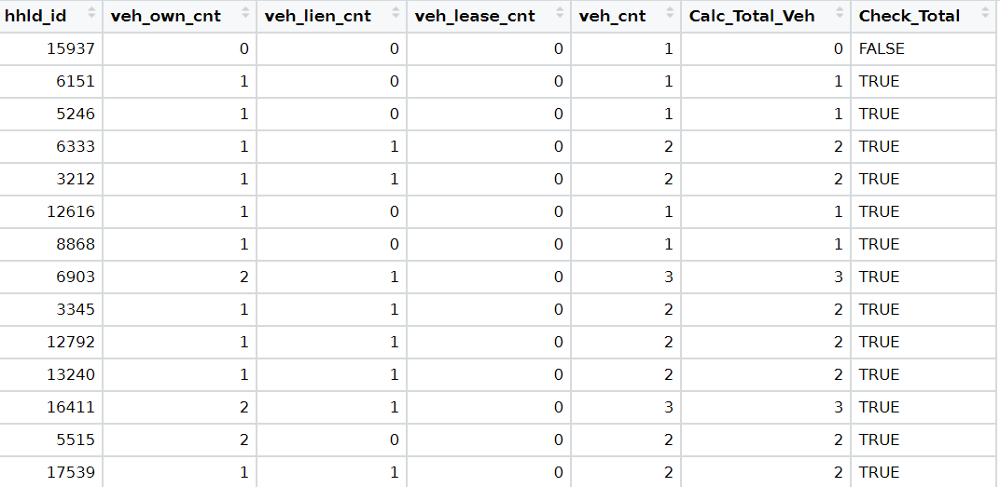 hhld_id veh_own_cnt veh_lien_cnt veh_lease_cnt veh_cnt Calc_Total_Veh Check_Total
15937 0 0 0 1 0 FALSE
6151 1 0 0 1 1 TRUE
5246 1 0 0 1 1 TRUE
6333 1 1 0 2 2 TRUE
3212 1 1 0 2 2 TRUE
12616 1 0 0 1 1 TRUE
8868 1 0 0 1 1 TRUE
6903 2 1 0 3 3 TRUE
3345 1 1 0 2 2 TRUE
12792 1 1 0 2 2 TRUE
13240 1 1 0 2 2 TRUE
16411 2 1 0 3 3 TRUE
5515 2 0 0 2 2 TRUE
17539 1 1 0 2 2 TRUE